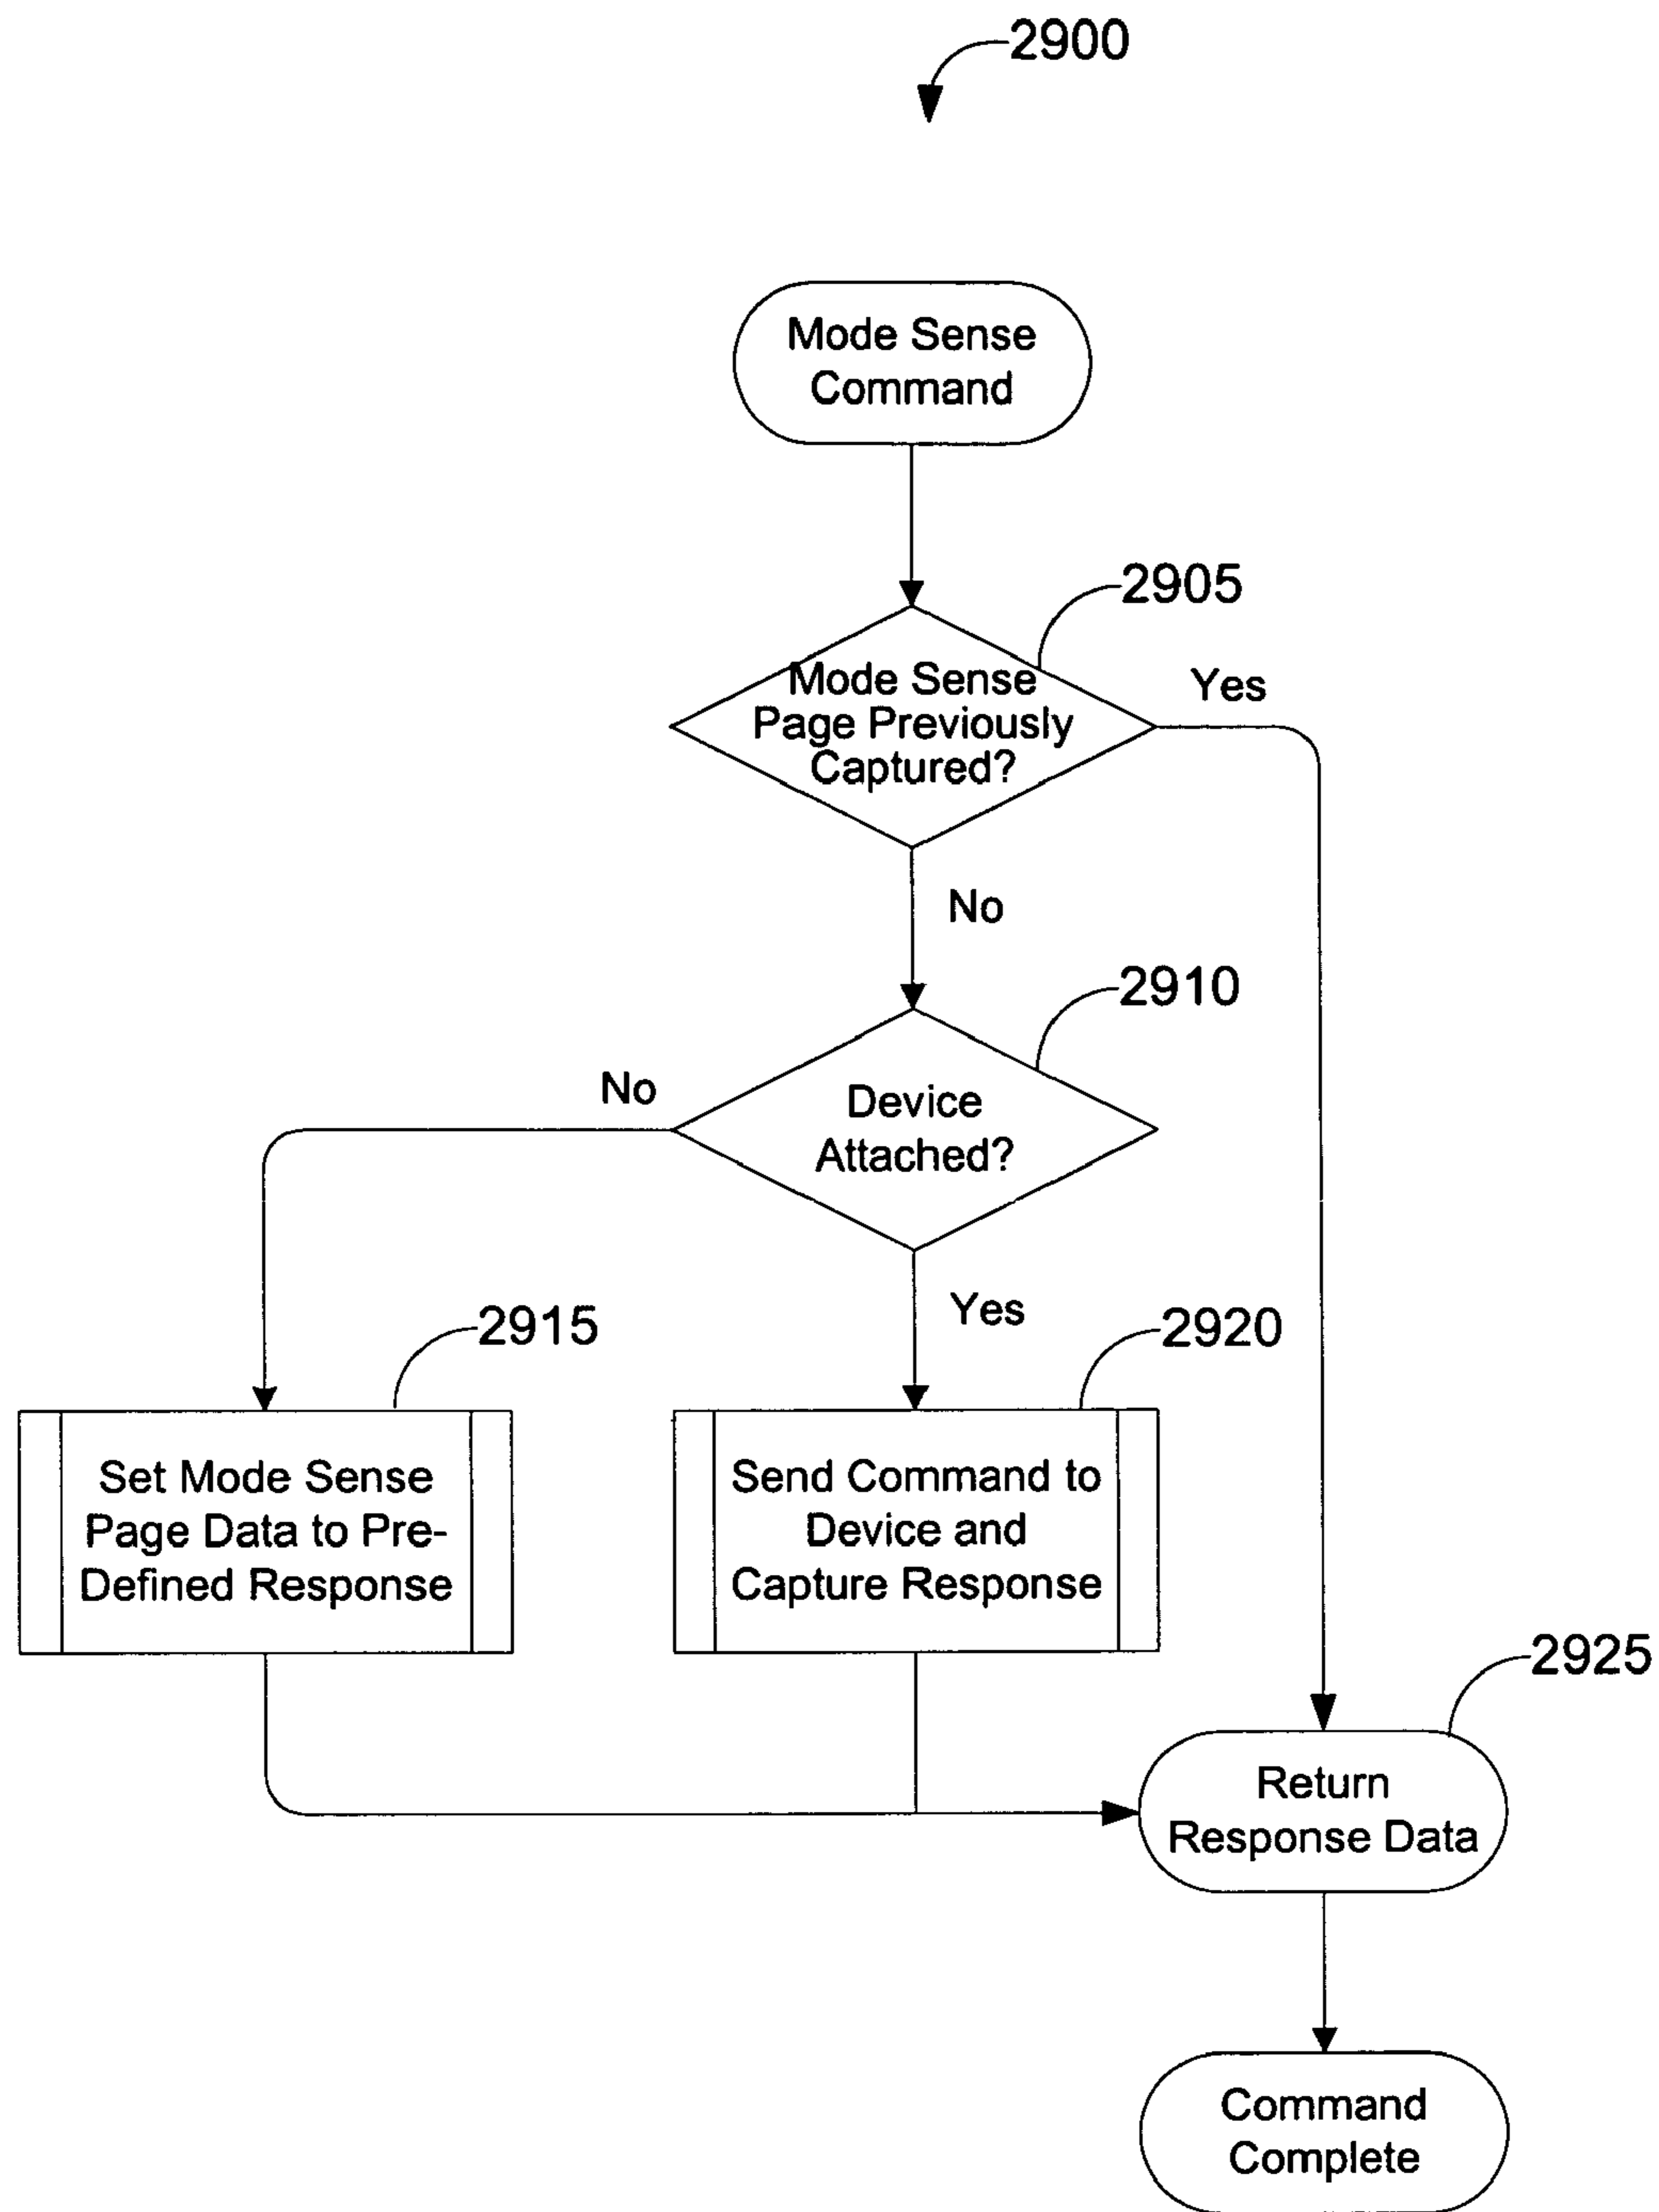 2900
Mode Sense
Command
2905
Mode Sense
Page Previously
Captured?
Yes
No
2910
No
Device
Attached?
Yes
2915
2920
Set Mode Sense
Page Data to Pre-
Defined Response
Send Command to
Device and
Capture Response
2925
Return
Response Data
Command
Complete